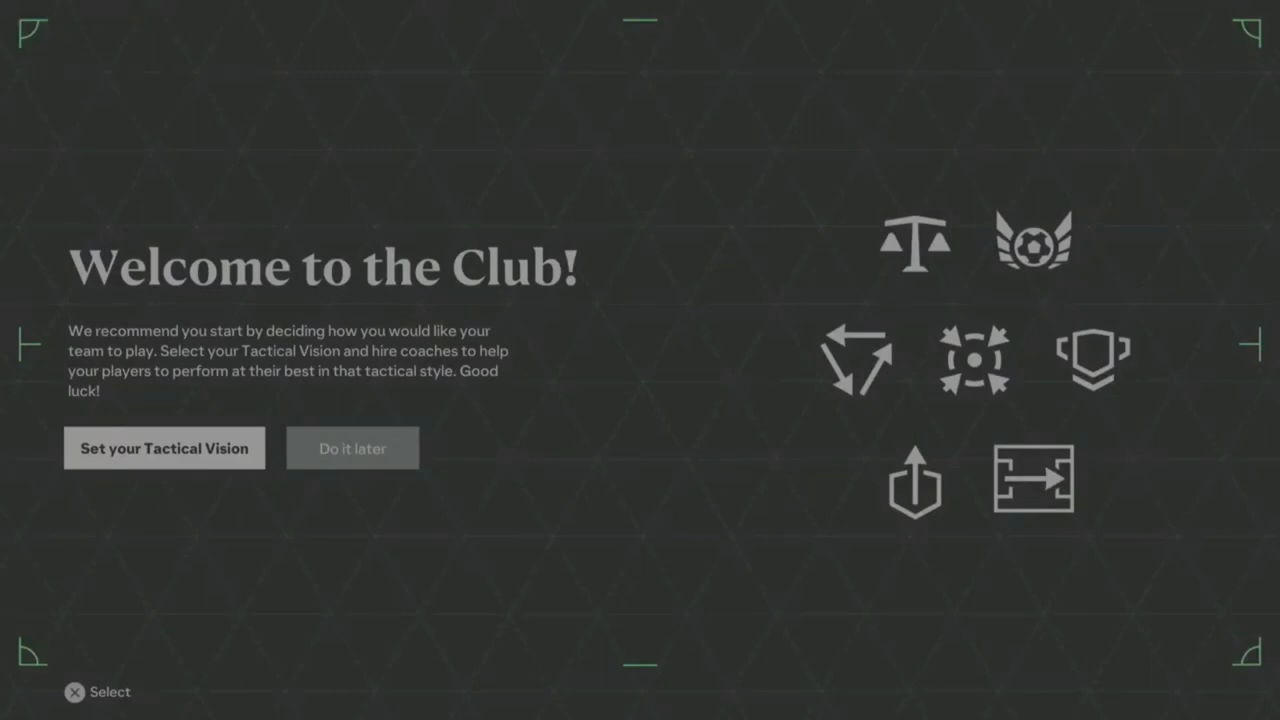 Welcome to the Club!
We recommend you start by deciding how you would like your
team to play. Select your Tactical Vision and hire coaches to help
your players to perform at their best in that tactical style. Good
luck!
Set your Tactical Vision
Do it later
Select